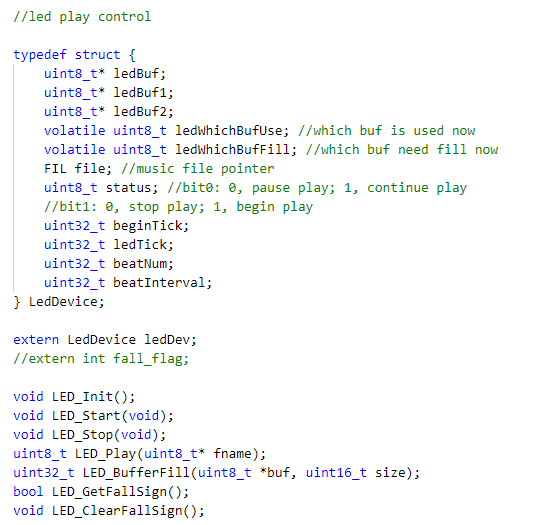 //led play control
typedef struct {
uint8_t* ledBuf;
uint8_t* ledBuf1;
uint8_t* ledBuf2;
volatile uint8_t ledWhichBufUse; //which buf is used now
volatile uint8_t ledWhichBufFill; //which buf need fill now
FIL file; //music file pointer
uint8_t status; //bit0: 0, pause play; 1, continue play
//bit1: 0, stop play; 1, begin play
uint32_t beginTick;
uint32_t ledTick;
uint32_t beatNum;
uint32_t beatInterval;
} LedDevice;
extern LedDevice ledDev;
//extern int fall_flag;
void LED_Init();
void LED_Start(void);
void LED_Stop(void);
uint8_t LED_Play(uint8_t* fname);
uint32_t LED_BufferFill(uint8_t *buf, uint16_t size);
bool LED_GetFallSign();
void LED_ClearFallSign();